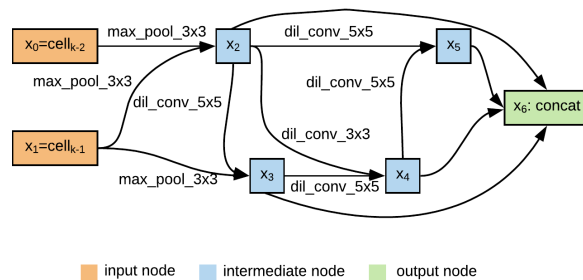 max_pool_3x3
dil_conv_5x5
x₀=cellₖ₋₂
x₂
x₅
max_pool_3x3
dil_conv_5x5
dil_conv_5x5
x₆: concat
dil_conv_3x3
x₁=cellₖ₋₁
x₃
x₄
max_pool_3x3
dil_conv_5x5
input node
intermediate node
output node